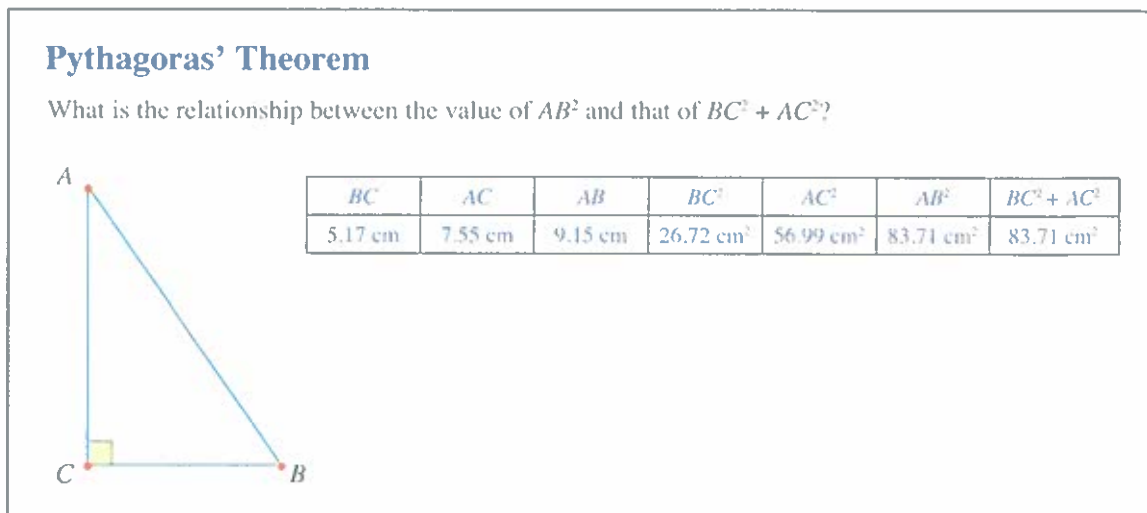 Pythagoras' Theorem
What is the relationship between the value of AB² and that of BC² + AC²?
A
BC AC AB BC² AC² AB² BC² + AC²
5.17 cm 7.55 cm 9.15 cm 26.72 cm² 56.99 cm² 83.71 cm² 83.71 cm²
C B